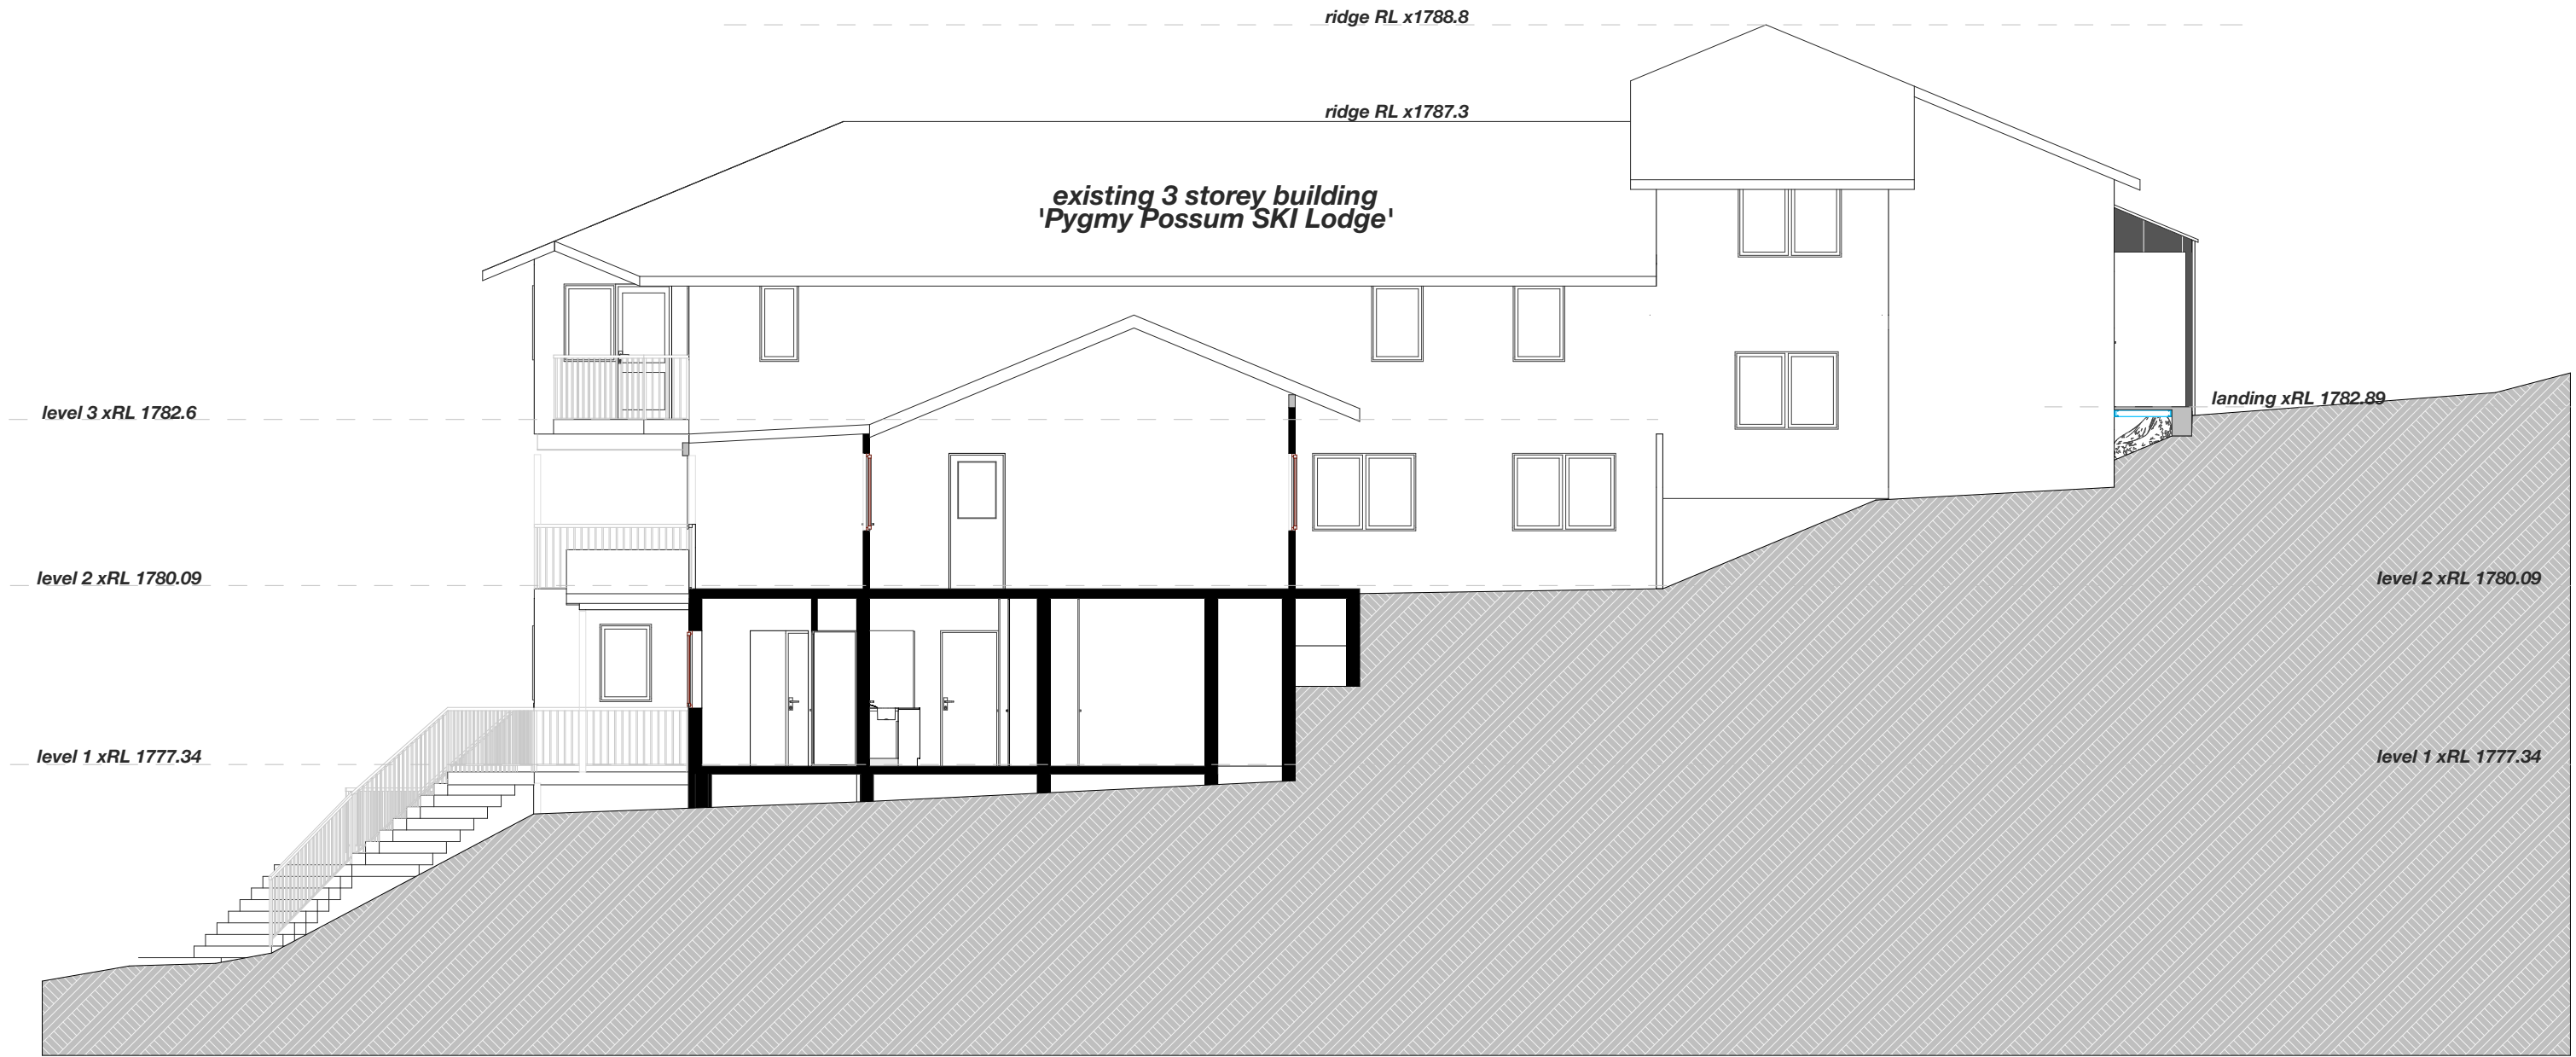 ridge RL x1788.8
ridge RL x1787.3
existing 3 storey building
'Pygmy Possum SKI Lodge'
landing xRL 1782.89
level 3 xRL 1782.6
level 2 xRL 1780.09
level 2 xRL 1780.09
level 1 xRL 1777.34
level 1 xRL 1777.34